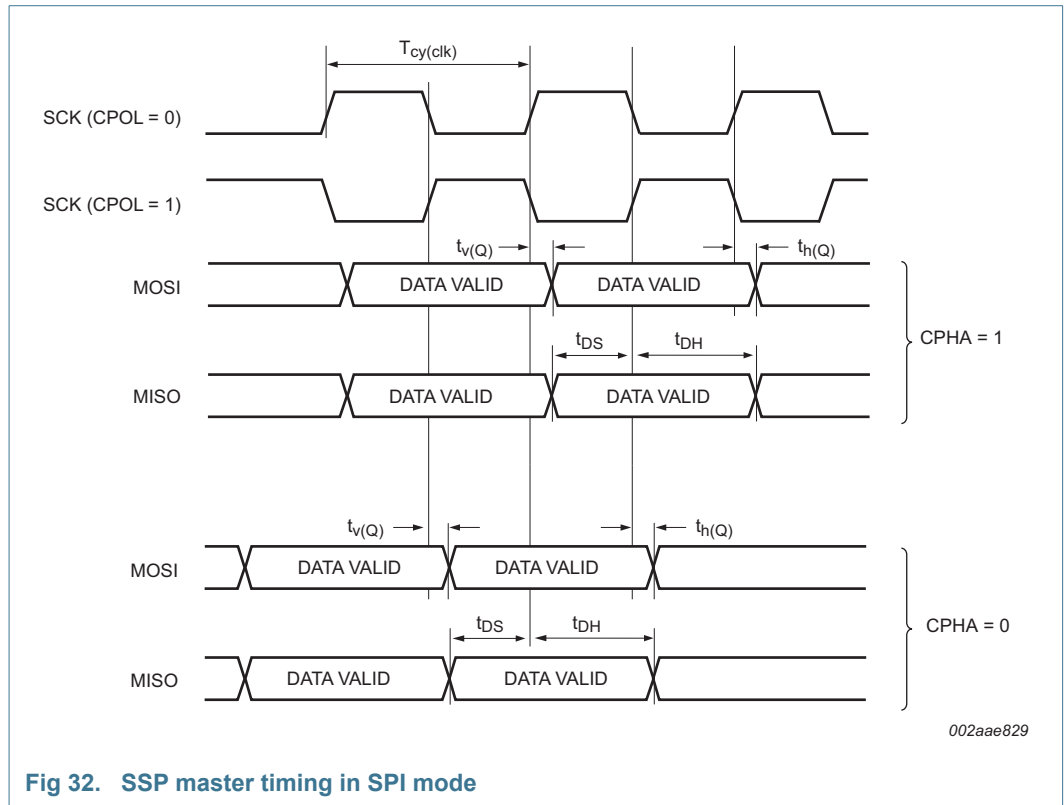 Tcy(clk)
SCK (CPOL = 0)
SCK (CPOL = 1)
tv(Q)
th(Q)
MOSI
DATA VALID
DATA VALID
CPHA = 1
tDS
tDH
MISO
DATA VALID
DATA VALID
tv(Q)
th(Q)
MOSI
DATA VALID
DATA VALID
CPHA = 0
tDS
tDH
MISO
DATA VALID
DATA VALID
002aae829
Fig 32. SSP master timing in SPI mode